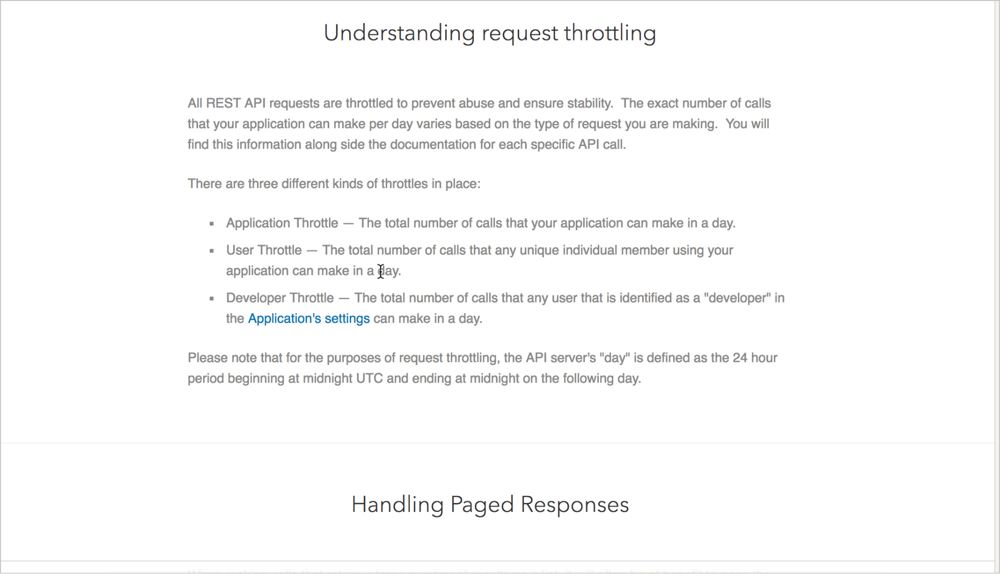 Understanding request throttling
All REST API requests are throttled to prevent abuse and ensure stability.  The exact number of calls
that your application can make per day varies based on the type of request you are making.  You will
find this information along side the documentation for each specific API call.
There are three different kinds of throttles in place:
▪ Application Throttle — The total number of calls that your application can make in a day.
▪ User Throttle — The total number of calls that any unique individual member using your
application can make in a day.
▪ Developer Throttle — The total number of calls that any user that is identified as a "developer" in
the Application's settings can make in a day.
Please note that for the purposes of request throttling, the API server's "day" is defined as the 24 hour
period beginning at midnight UTC and ending at midnight on the following day.
Handling Paged Responses